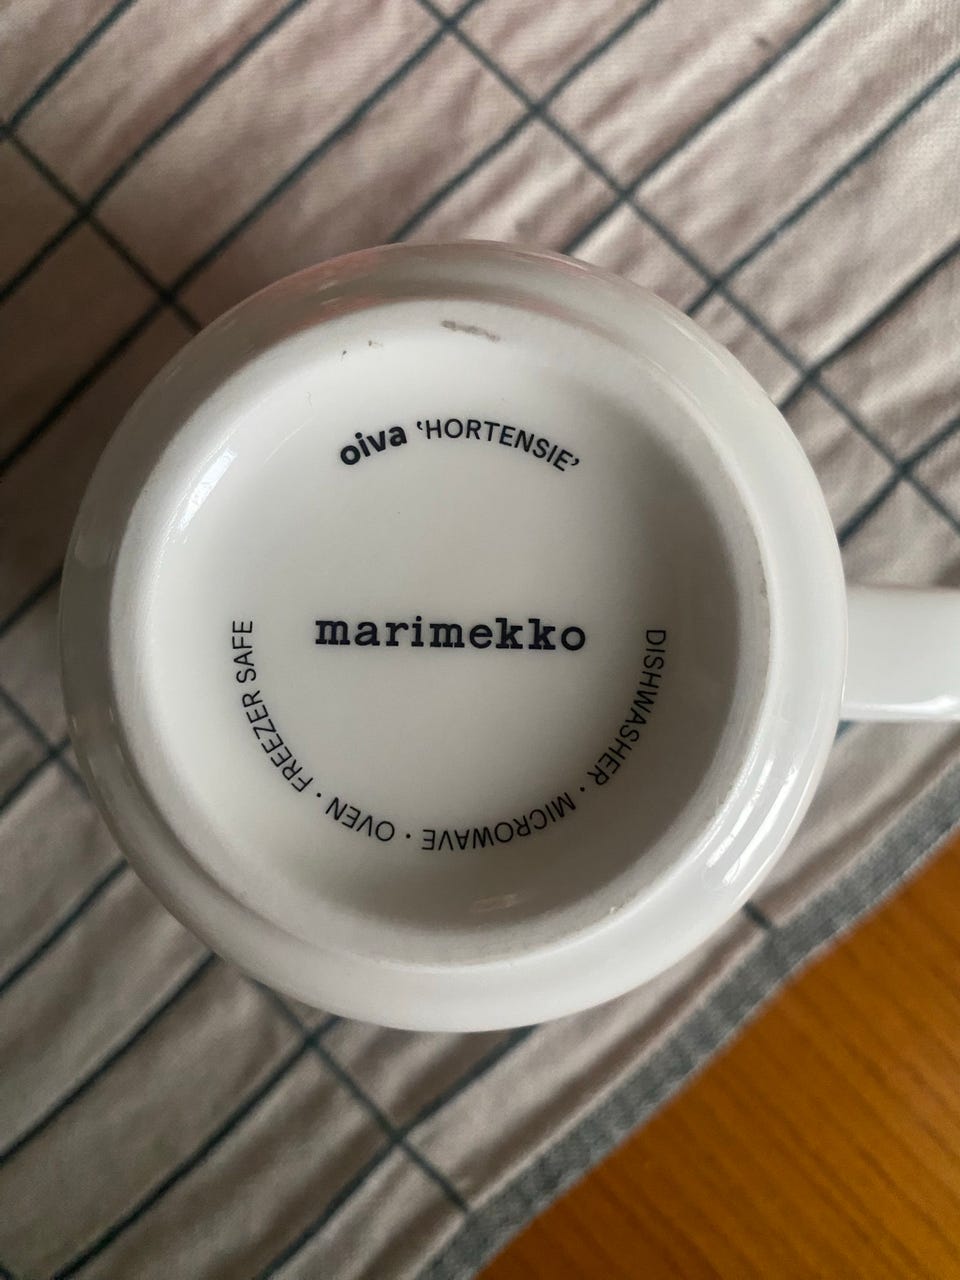 oiva ‘HORTENSIE’
marimekko
DISHWASHER · MICROWAVE · OVEN · FREEZER SAFE